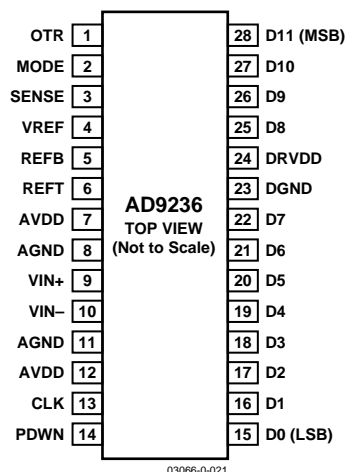 OTR 1 28 D11 (MSB)
MODE 2 27 D10
SENSE 3 26 D9
VREF 4 25 D8
REFB 5 24 DRVDD
REFT 6 23 DGND
AVDD 7 22 D7
AGND 8 21 D6
VIN+ 9 20 D5
VIN– 10 19 D4
AGND 11 18 D3
AVDD 12 17 D2
CLK 13 16 D1
PDWN 14 15 D0 (LSB)
AD9236
TOP VIEW
(Not to Scale)
03066-0-021